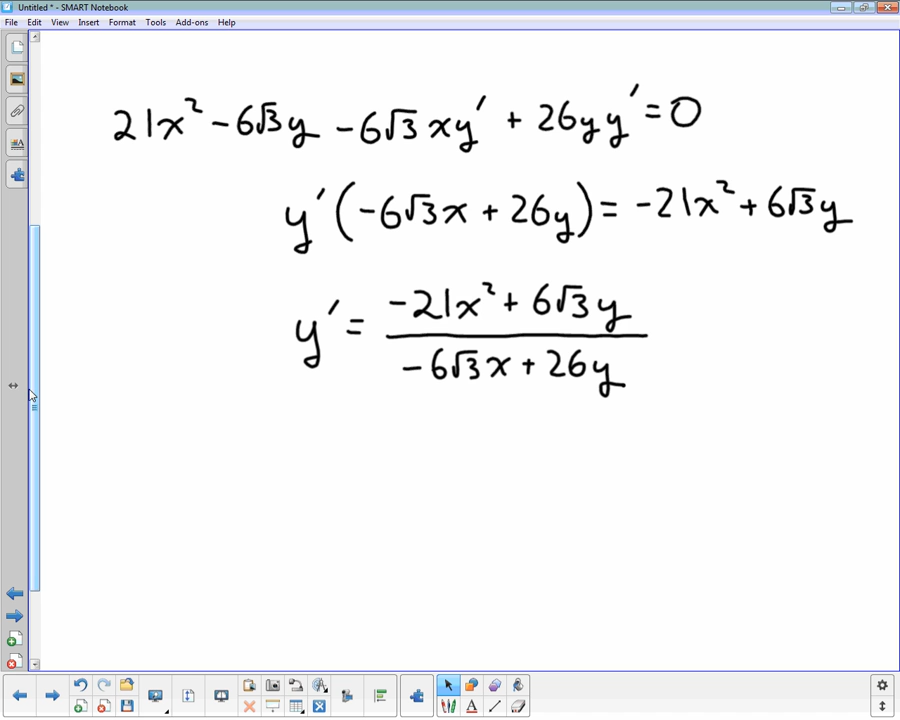 Untitled * - SMART Notebook
File Edit View Insert Format Tools Add-ons Help
21x² - 6√3y - 6√3xy' + 26yy' = 0
y'(-6√3x + 26y) = -21x² + 6√3y
y' = (-21x² + 6√3y)/(-6√3x + 26y)